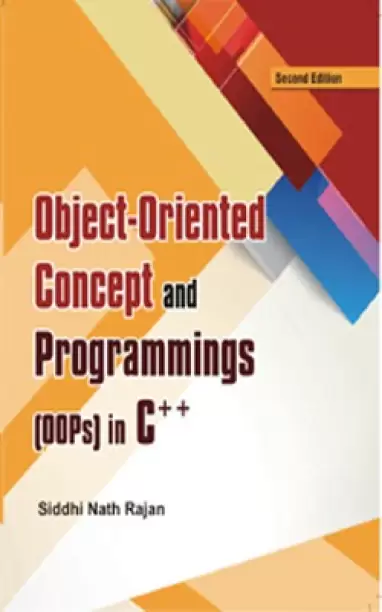 Second Edition
Object-Oriented
Concept and
Programmings
(OOPs) in C++
Siddhi Nath Rajan